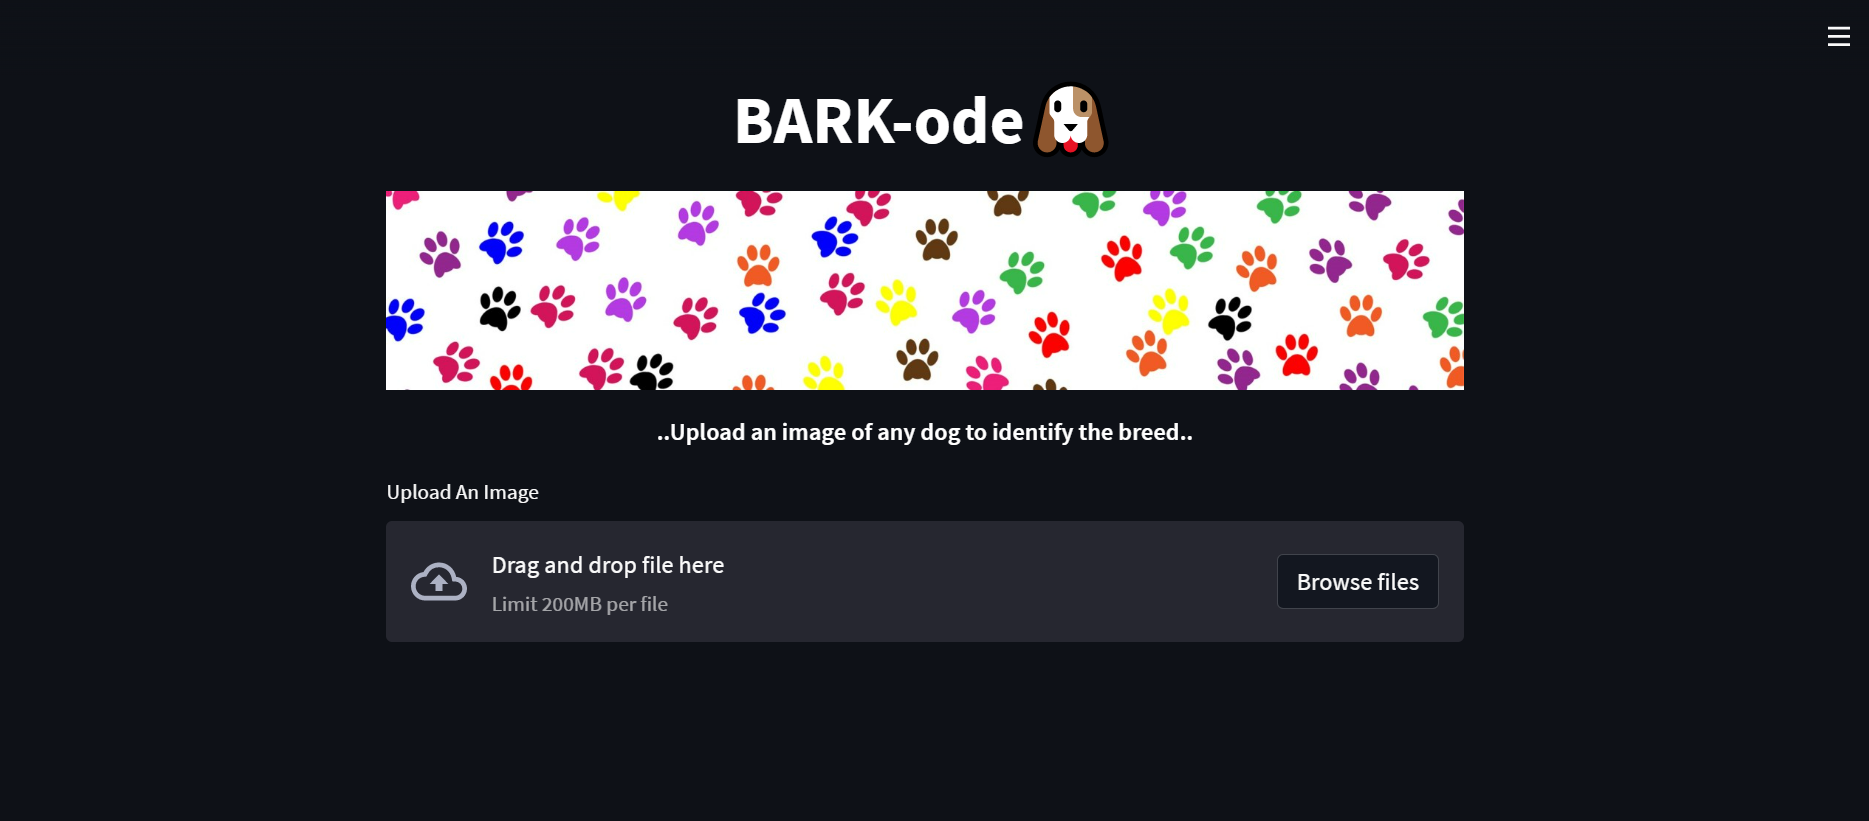 BARK-ode
..Upload an image of any dog to identify the breed..
Upload An Image
Drag and drop file here
Limit 200MB per file
Browse files